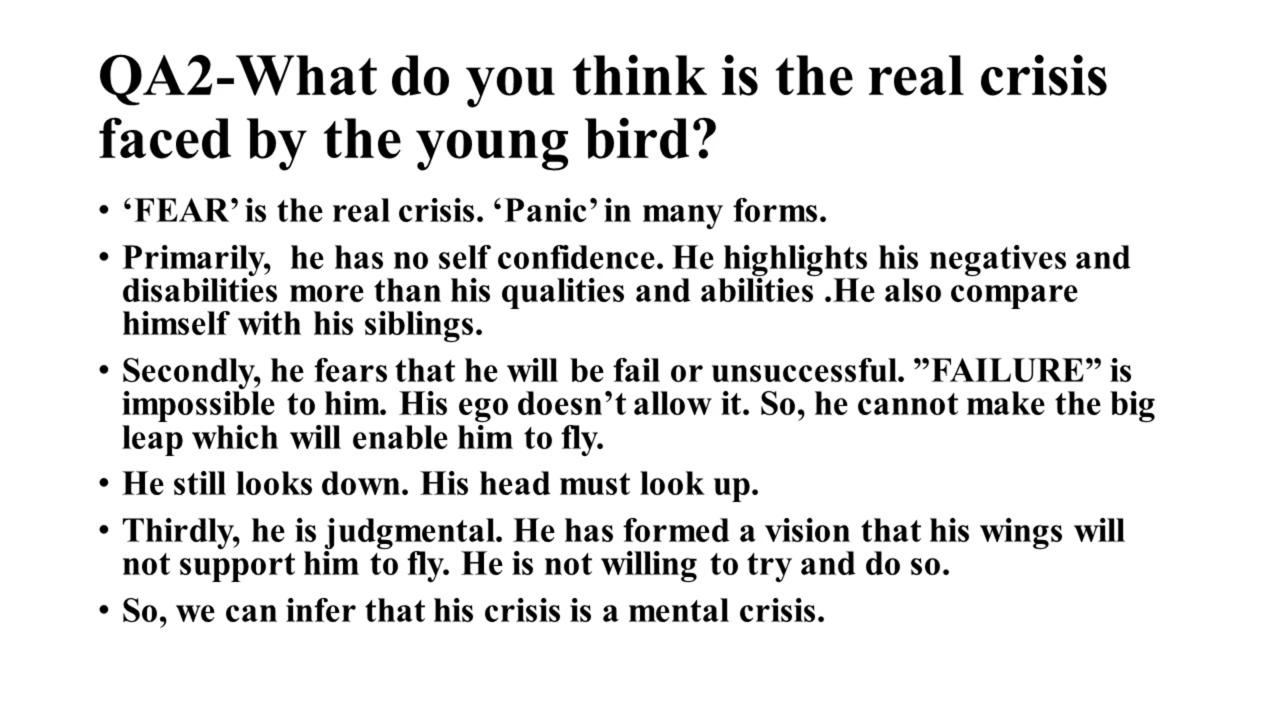 QA2-What do you think is the real crisis
faced by the young bird?
• ‘FEAR’ is the real crisis. ‘Panic’ in many forms.
• Primarily,  he has no self confidence. He highlights his negatives and
disabilities more than his qualities and abilities .He also compare
himself with his siblings.
• Secondly, he fears that he will be fail or unsuccessful. ”FAILURE” is
impossible to him. His ego doesn’t allow it. So, he cannot make the big
leap which will enable him to fly.
• He still looks down. His head must look up.
• Thirdly, he is judgmental. He has formed a vision that his wings will
not support him to fly. He is not willing to try and do so.
• So, we can infer that his crisis is a mental crisis.